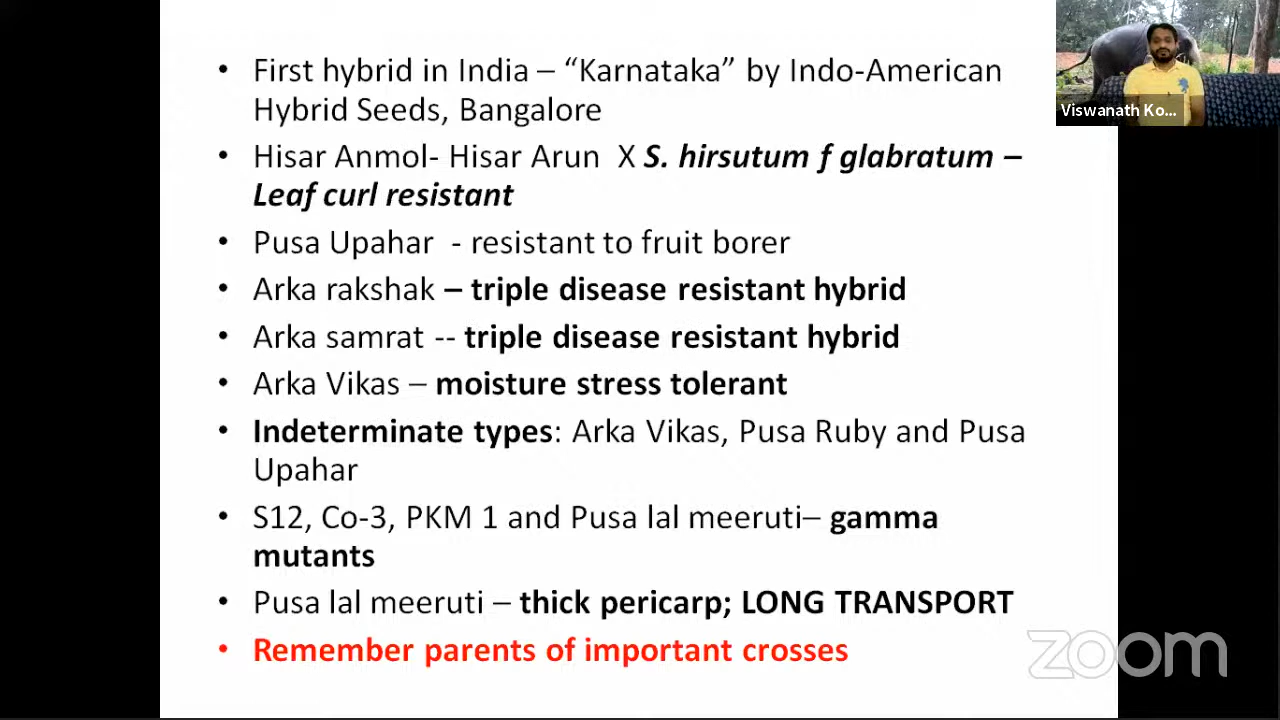 • First hybrid in India – “Karnataka” by Indo-American
Hybrid Seeds, Bangalore
• Hisar Anmol- Hisar Arun X S. hirsutum f glabratum –
Leaf curl resistant
• Pusa Upahar - resistant to fruit borer
• Arka rakshak – triple disease resistant hybrid
• Arka samrat -- triple disease resistant hybrid
• Arka Vikas – moisture stress tolerant
• Indeterminate types: Arka Vikas, Pusa Ruby and Pusa
Upahar
• S12, Co-3, PKM 1 and Pusa lal meeruti– gamma
mutants
• Pusa lal meeruti – thick pericarp; LONG TRANSPORT
• Remember parents of important crosses
Viswanath Ko...
zoom